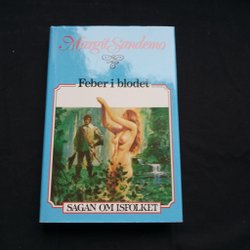 Margit Sandemo
Feber i blodet
SAGAN OM ISFOLKET